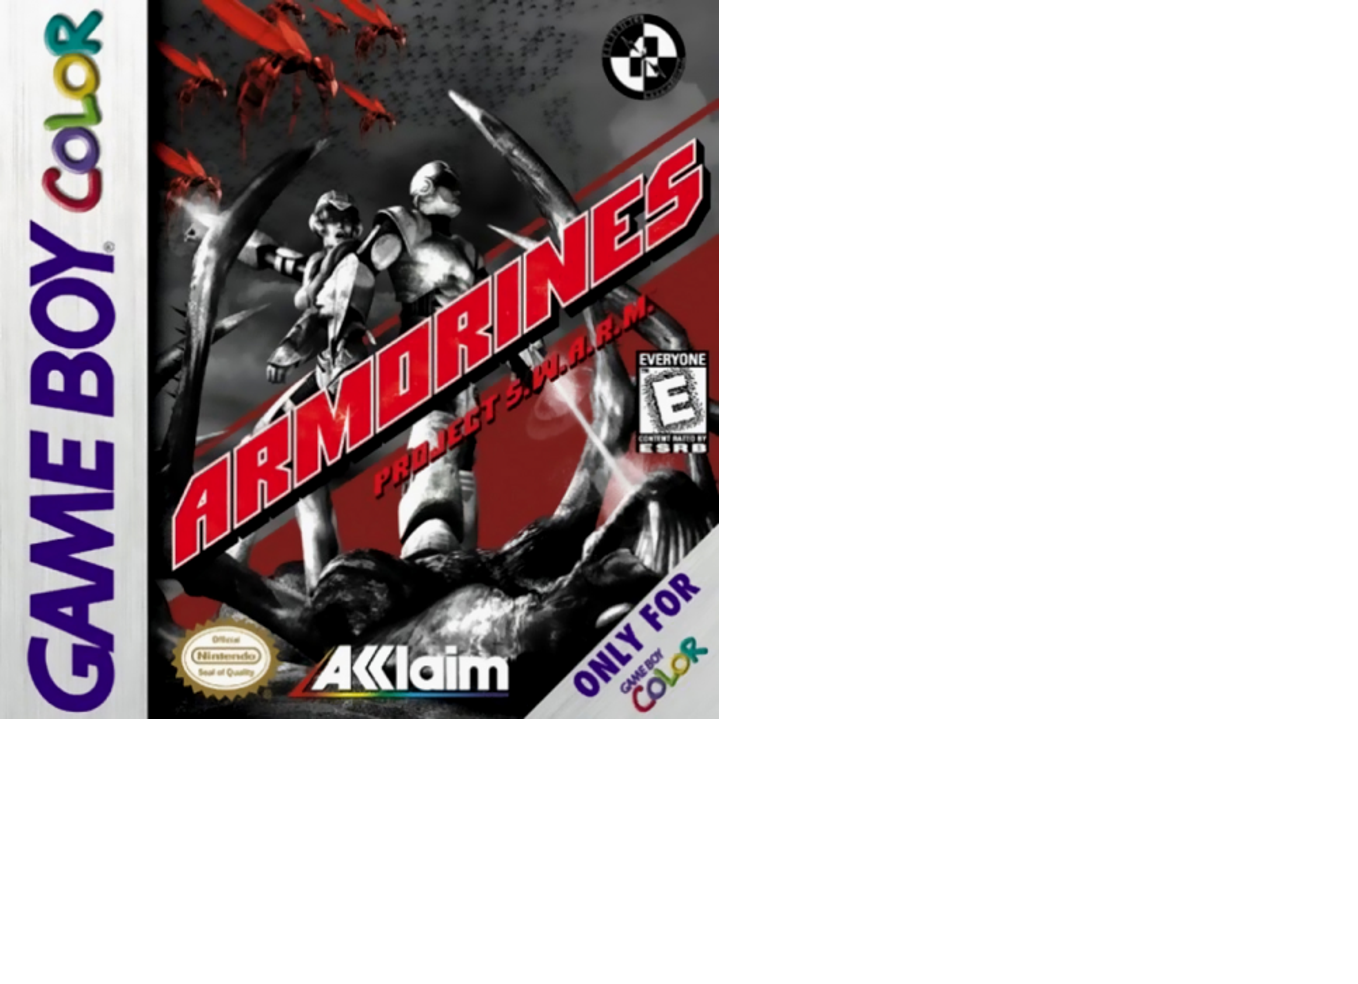 GAME BOY COLOR
®
ARMORINES
PROJECT S.W.A.R.M.
EVERYONE
E
CONTENT RATED BY
ESRB
Official
Nintendo
Seal of Quality
AKKlaim
ONLY FOR
GAME BOY
COLOR